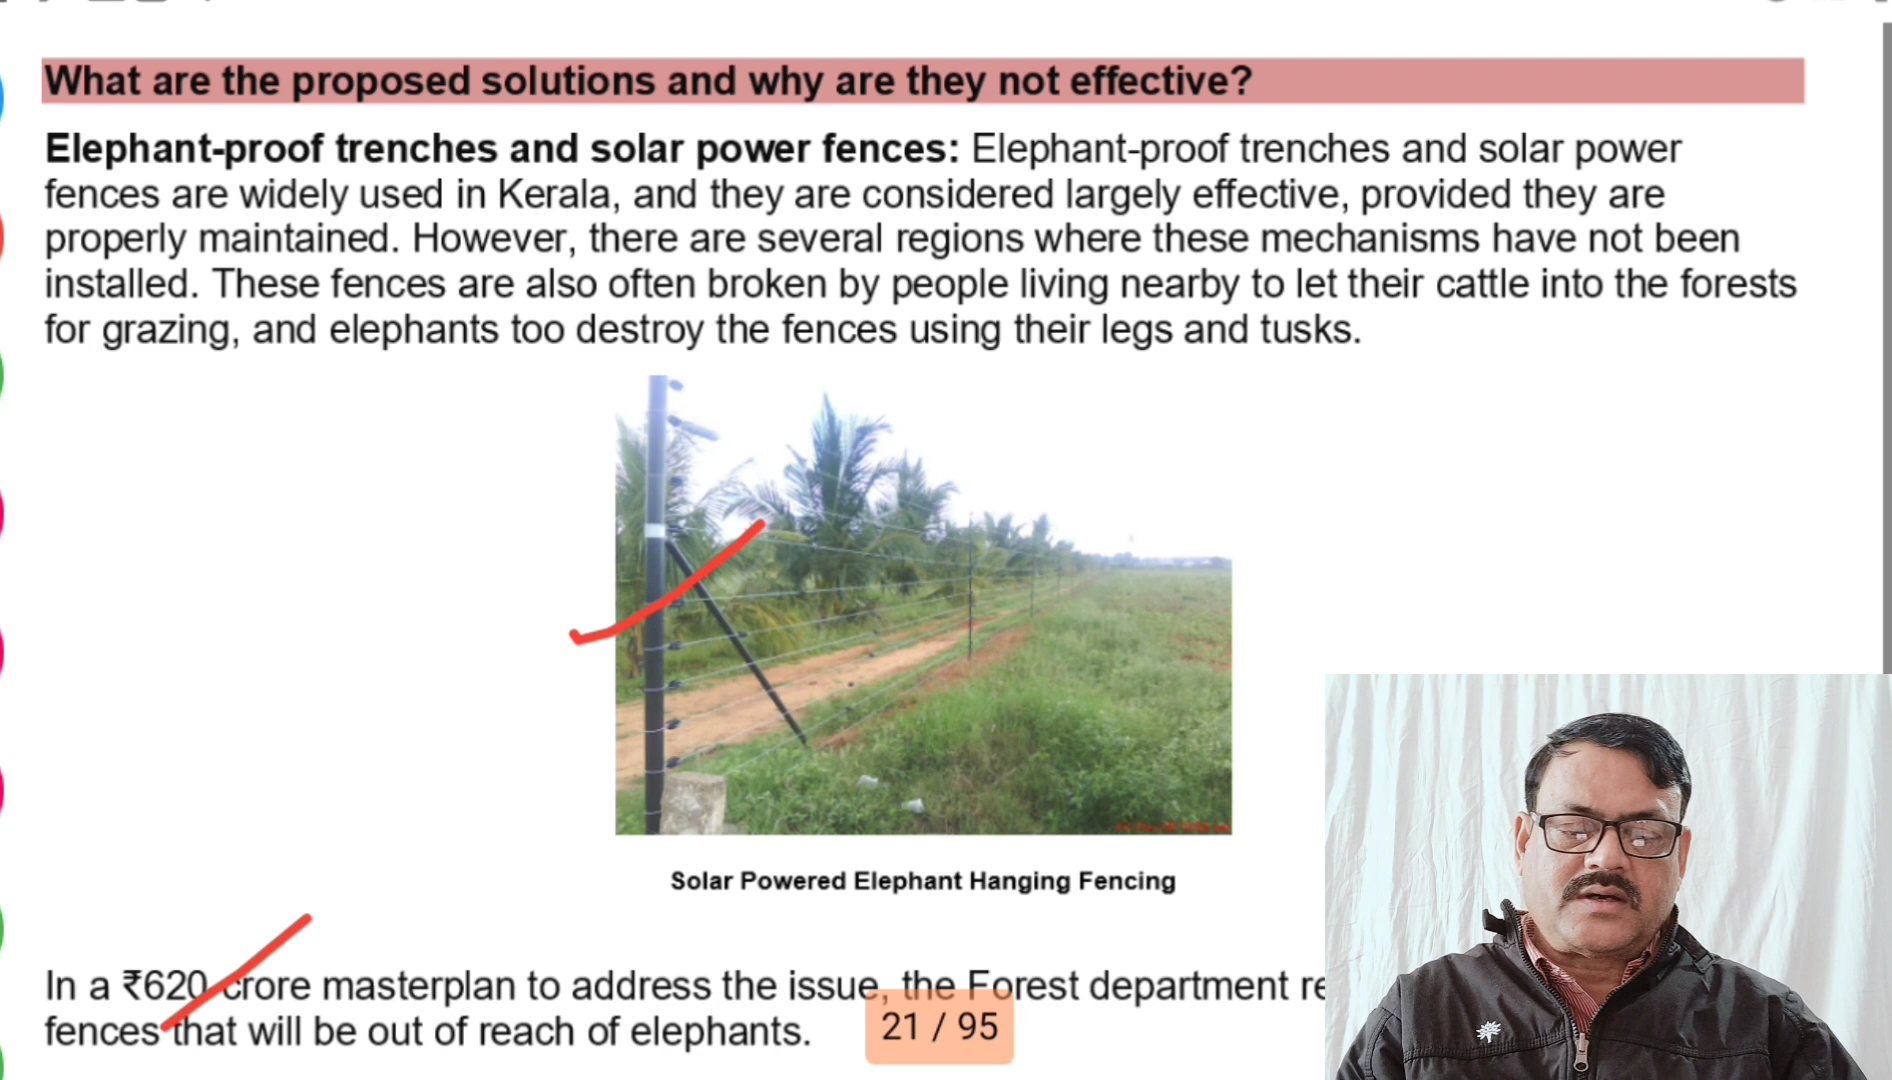 What are the proposed solutions and why are they not effective?
Elephant-proof trenches and solar power fences: Elephant-proof trenches and solar power
fences are widely used in Kerala, and they are considered largely effective, provided they are
properly maintained. However, there are several regions where these mechanisms have not been
installed. These fences are also often broken by people living nearby to let their cattle into the forests
for grazing, and elephants too destroy the fences using their legs and tusks.
Solar Powered Elephant Hanging Fencing
In a ₹620 crore masterplan to address the issue, the Forest department re
fences that will be out of reach of elephants.
21 / 95